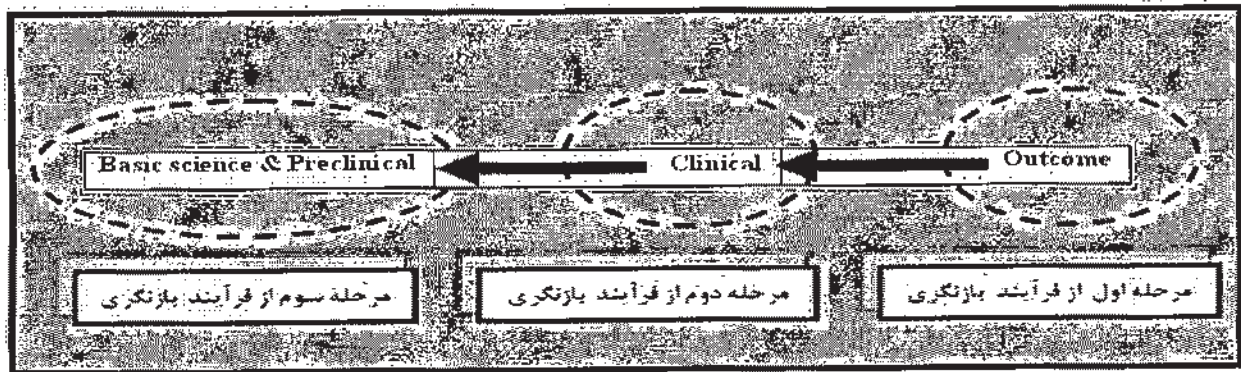 Basic science & Preclinical
Clinical
Outcome
مرحله اول از فرآیند بازنگری
مرحله دوم از فرآیند بازنگری
مرحله سوم از فرآیند بازنگری